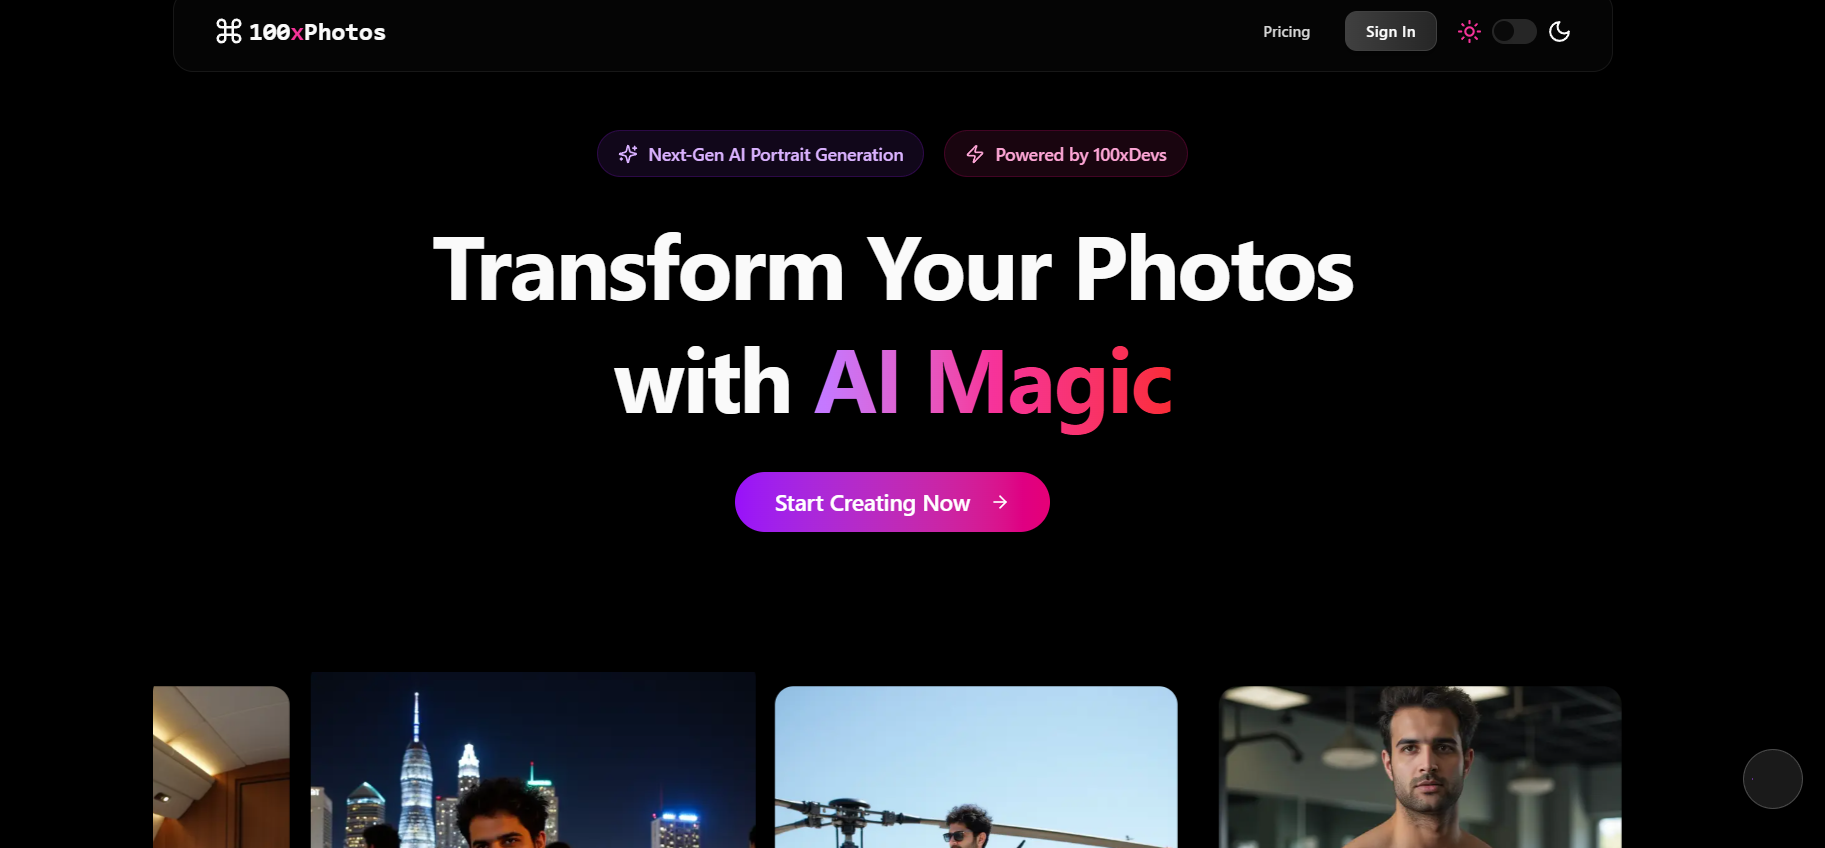 100xPhotos
Pricing
Sign In
Next-Gen AI Portrait Generation
Powered by 100xDevs
Transform Your Photos
with AI Magic
Start Creating Now